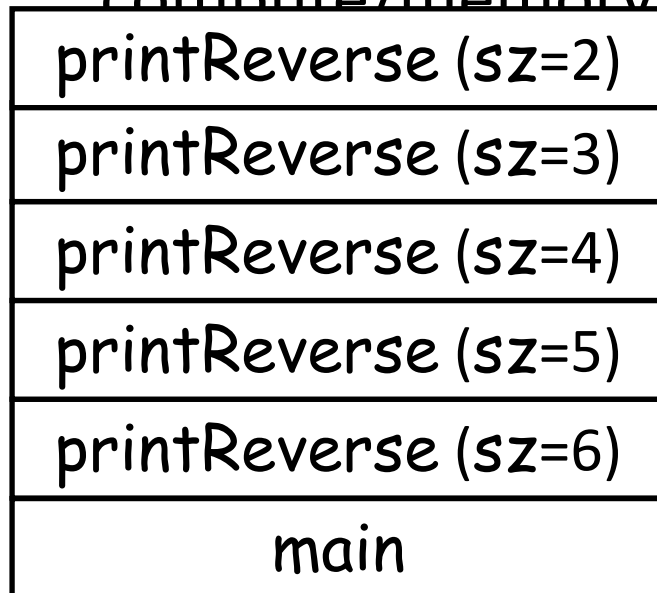 printReverse (sz=2)
printReverse (sz=3)
printReverse (sz=4)
printReverse (sz=5)
printReverse (sz=6)
main